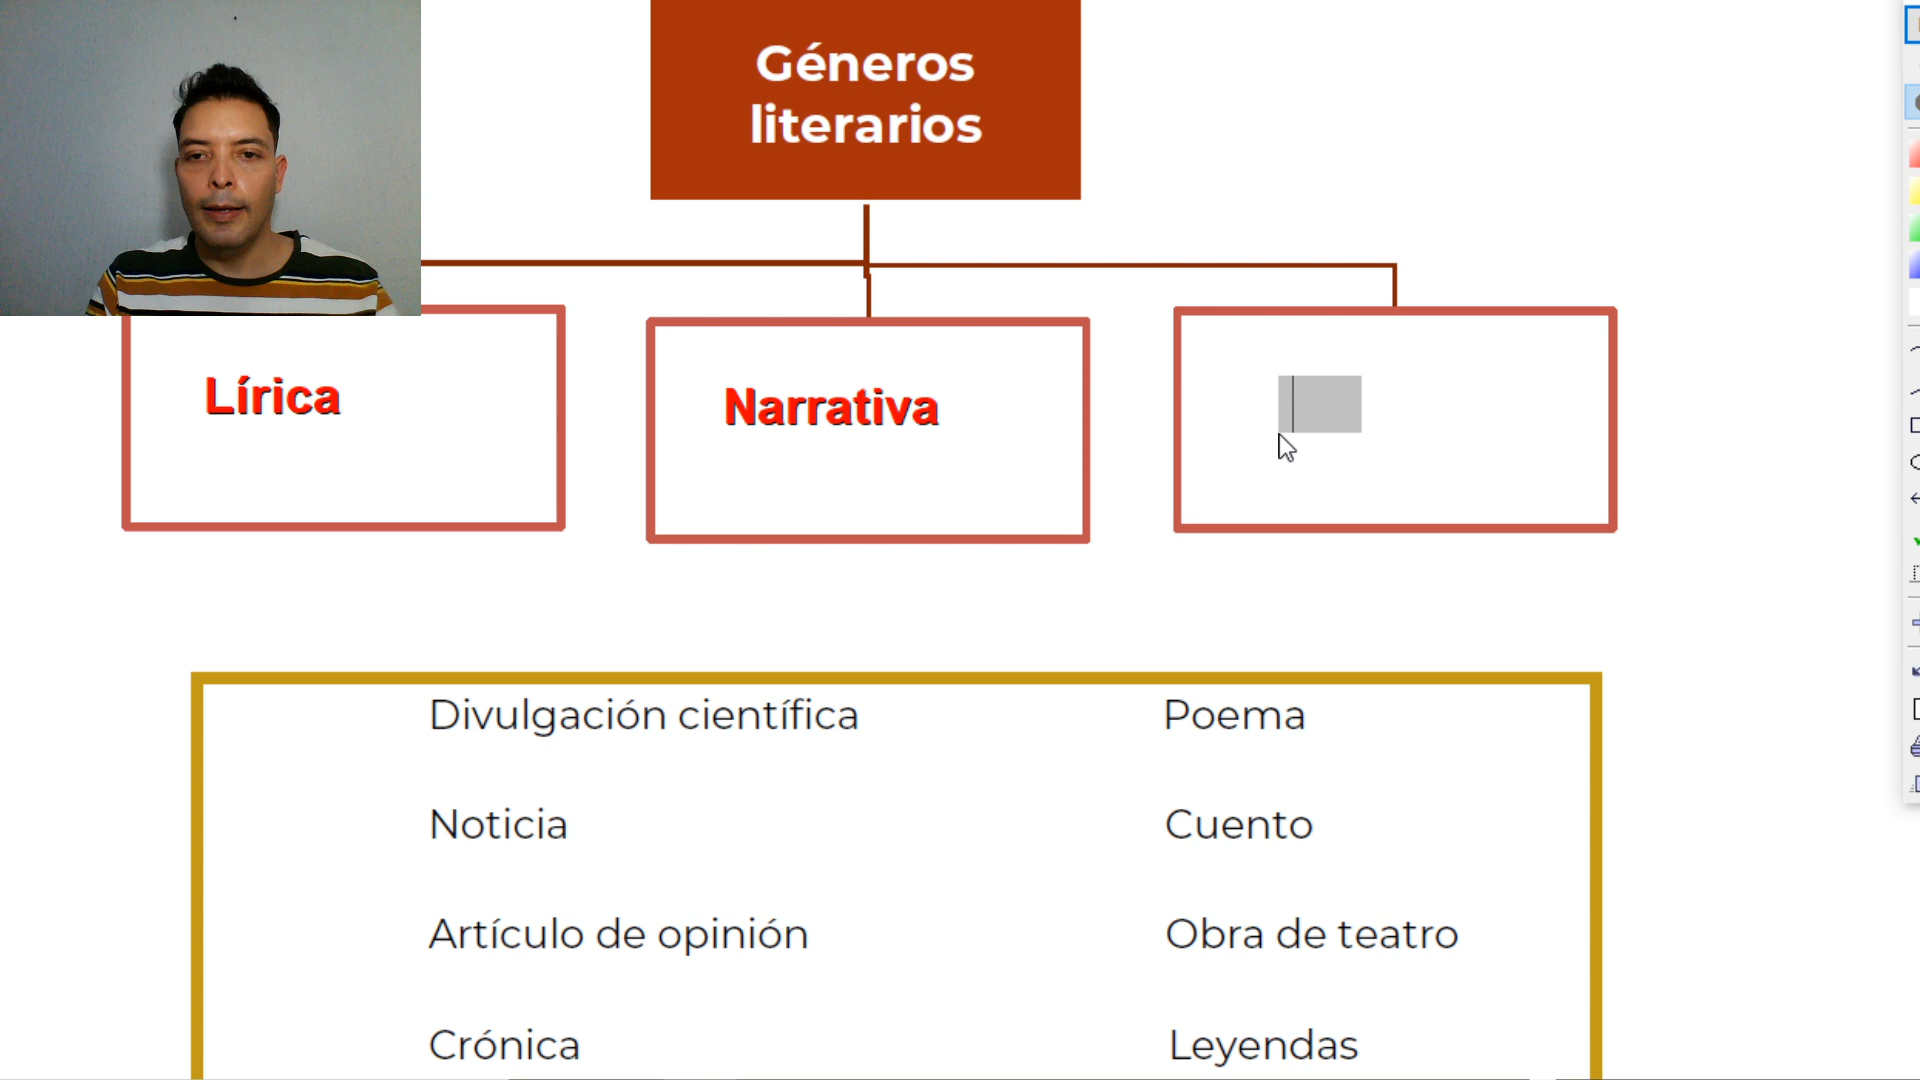 Géneros
literarios
Lírica
Narrativa
Divulgación científica
Poema
Noticia
Cuento
Artículo de opinión
Obra de teatro
Crónica
Leyendas